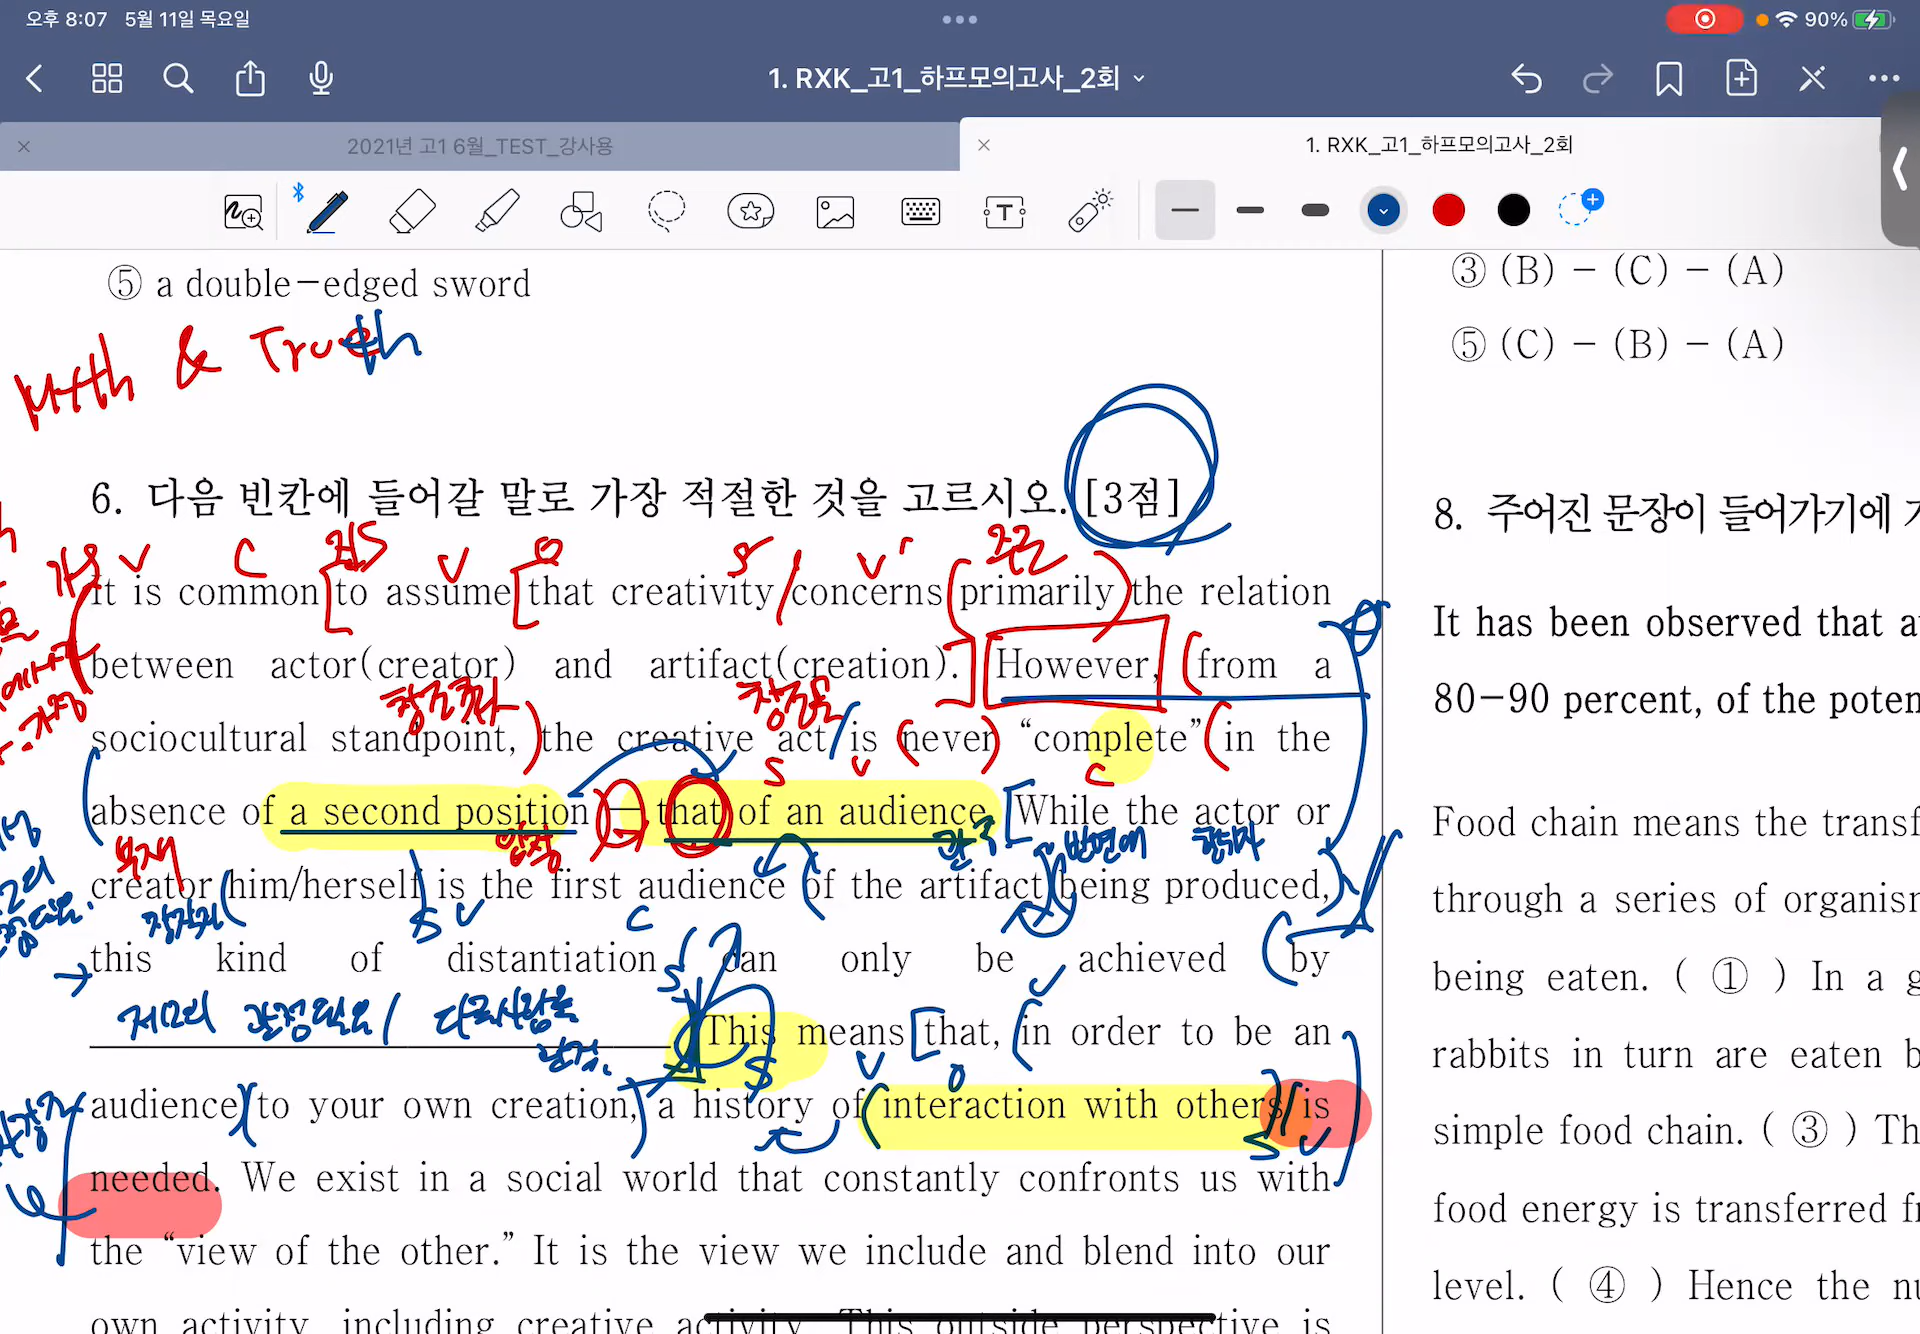 오후 8:07 5월 11일 목요일
90%
1. RXK_고1_하프모의고사_2회
2021년 고1 6월_TEST_강사용
1. RXK_고1_하프모의고사_2회
⑤ a double-edged sword
Myth & Truth
6. 다음 빈칸에 들어갈 말로 가장 적절한 것을 고르시오. [3점]
V C 진S V O S V
It is common to assume that creativity concerns primarily the relation
between actor(creator) and artifact(creation). However, from a
창조물
sociocultural standpoint, the creative act is never “complete” in the
S V C
absence of a second position — that of an audience. While the actor or
부재 입장 관객 반면에
creator him/herself is the first audience of the artifact being produced,
S V C
this kind of distantiation can only be achieved by
제2의 관점
This means that, in order to be an
S V O
audience to your own creation, a history of interaction with others is
S V
needed. We exist in a social world that constantly confronts us with
the “view of the other.” It is the view we include and blend into our
own activity, including creative activity. This outside perspective is
③ (B) - (C) - (A)
⑤ (C) - (B) - (A)
8. 주어진 문장이 들어가기에
It has been observed that
80-90 percent, of the
Food chain means the
through a series of
being eaten. ( ① ) In a
rabbits in turn are eaten
simple food chain. ( ③ )
food energy is transferred
level. ( ④ ) Hence the